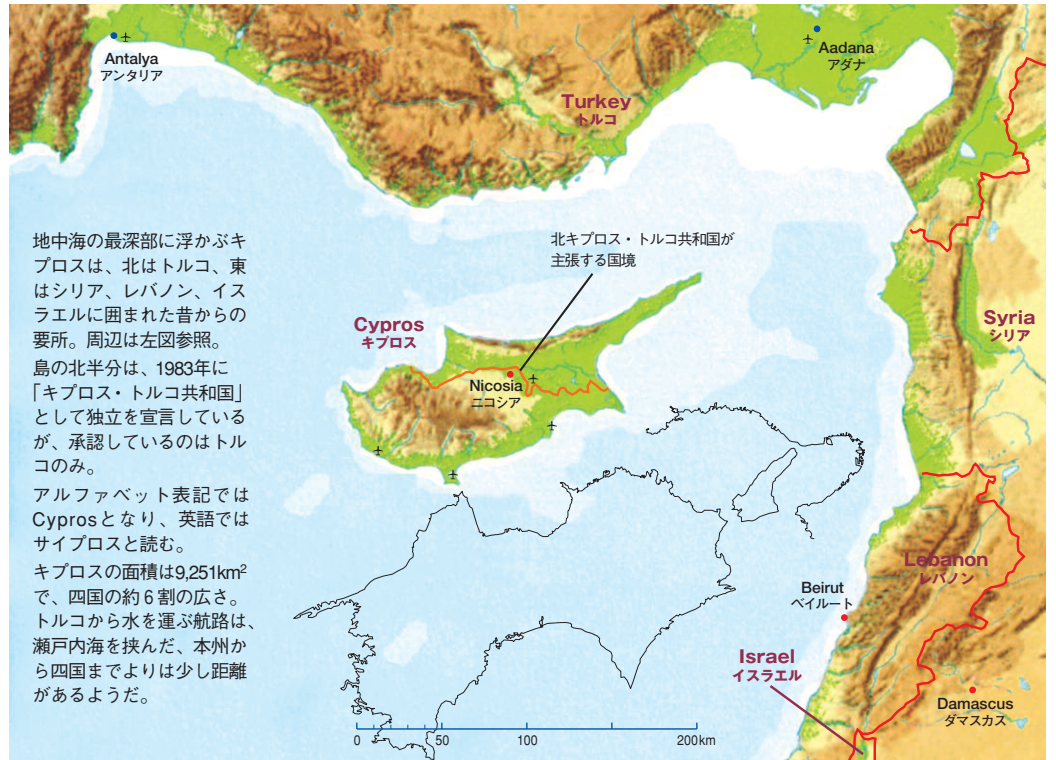 Antalya
アンタリア
Aadana
アダナ
Turkey
トルコ
地中海の最深部に浮かぶキ
プロスは、北はトルコ、東
はシリア、レバノン、イス
ラエルに囲まれた昔からの
要所。周辺は左図参照。
島の北半分は、1983年に
「キプロス・トルコ共和国」
として独立を宣言している
が、承認しているのはトル
コのみ。
アルファベット表記では
Cyprosとなり、英語では
サイプロスと読む。
キプロスの面積は9,251km²
で、四国の約６割の広さ。
トルコから水を運ぶ航路は、
瀬戸内海を挟んだ、本州か
ら四国までよりは少し距離
があるようだ。
北キプロス・トルコ共和国が
主張する国境
Cypros
キプロス
Nicosia
ニコシア
Syria
シリア
Lebanon
レバノン
Beirut
ベイルート
Israel
イスラエル
Damascus
ダマスカス
0 50 100 200km